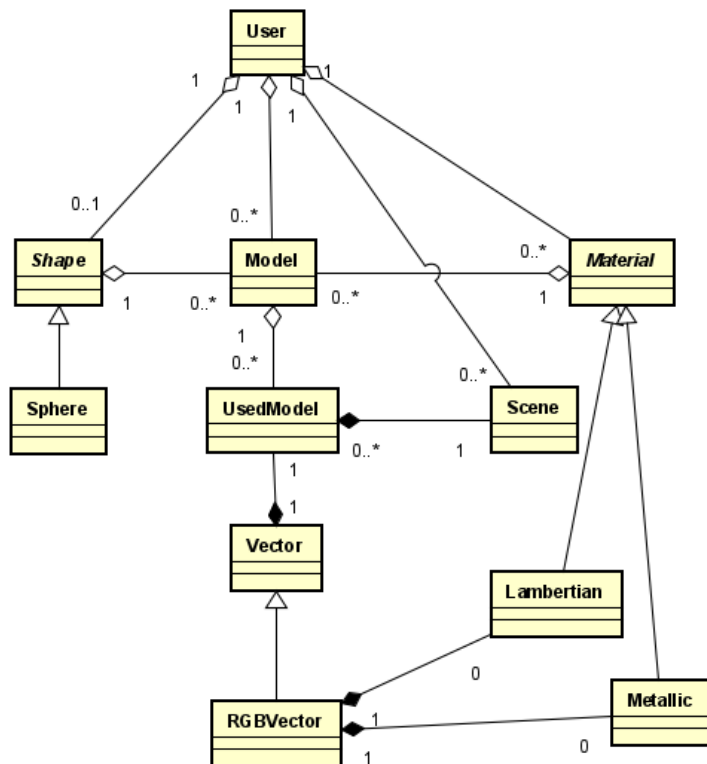 User
1
1
1
1
0..1
0..*
0..*
Shape
Model
Material
1
0..*
0..*
1
1
0..*
0..*
Sphere
UsedModel
Scene
0..*
1
1
1
Vector
Lambertian
0
RGBVector
Metallic
1
1
0